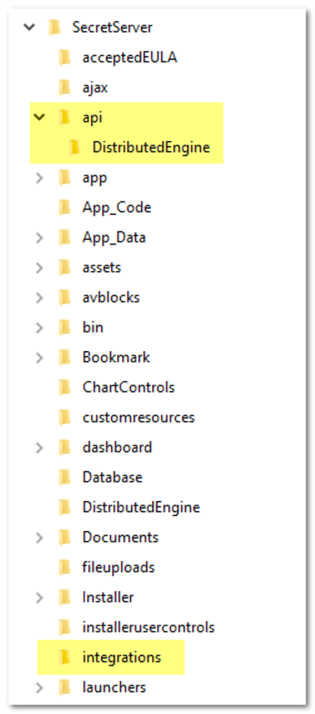 SecretServer
acceptedEULA
ajax
api
DistributedEngine
app
App_Code
App_Data
assets
avblocks
bin
Bookmark
ChartControls
customresources
dashboard
Database
DistributedEngine
Documents
fileuploads
Installer
installerusercontrols
integrations
launchers